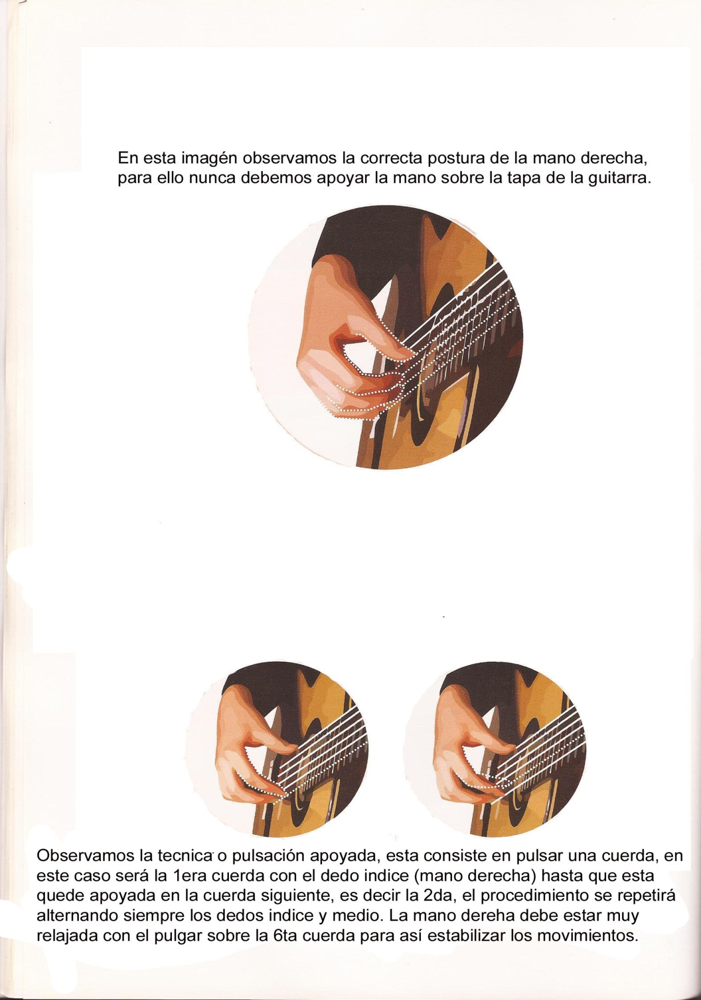 En esta imagén observamos la correcta postura de la mano derecha,
para ello nunca debemos apoyar la mano sobre la tapa de la guitarra.
Observamos la tecnica o pulsación apoyada, esta consiste en pulsar una cuerda, en
este caso será la 1era cuerda con el dedo indice (mano derecha) hasta que esta
quede apoyada en la cuerda siguiente, es decir la 2da, el procedimiento se repetirá
alternando siempre los dedos indice y medio. La mano dereha debe estar muy
relajada con el pulgar sobre la 6ta cuerda para así estabilizar los movimientos.